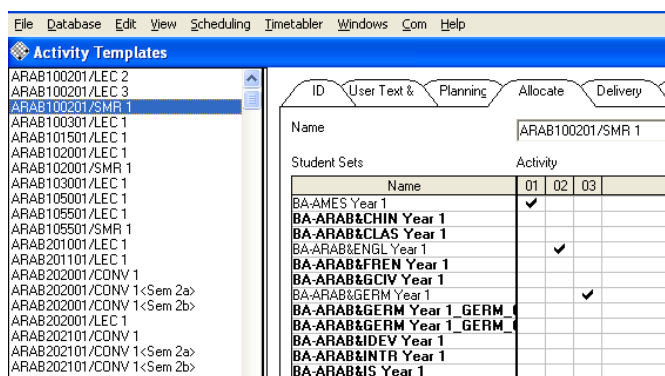 File Database Edit View Scheduling Timetabler Windows Com Help
Activity Templates
ARAB100201/LEC 2
ARAB100201/LEC 3
ARAB100201/SMR 1
ARAB100301/LEC 1
ARAB101501/LEC 1
ARAB102001/LEC 1
ARAB102001/SMR 1
ARAB103001/LEC 1
ARAB105001/LEC 1
ARAB105501/LEC 1
ARAB105501/SMR 1
ARAB201001/LEC 1
ARAB201101/LEC 1
ARAB202001/CONV 1
ARAB202001/CONV 1<Sem 2a>
ARAB202001/CONV 1<Sem 2b>
ARAB202001/LEC 1
ARAB202101/CONV 1
ARAB202101/CONV 1<Sem 2a>
ARAB202101/CONV 1<Sem 2b>
ID User Text & Planning Allocate Delivery
Name ARAB100201/SMR 1
Student Sets Activity
Name 01 02 03
BA-AMES Year 1
BA-ARAB&CHIN Year 1
BA-ARAB&CLAS Year 1
BA-ARAB&ENGL Year 1
BA-ARAB&FREN Year 1
BA-ARAB&GCIV Year 1
BA-ARAB&GERM Year 1
BA-ARAB&GERM Year 1_GERM_
BA-ARAB&GERM Year 1_GERM_
BA-ARAB&IDEV Year 1
BA-ARAB&INTR Year 1
BA-ARAB&IS Year 1